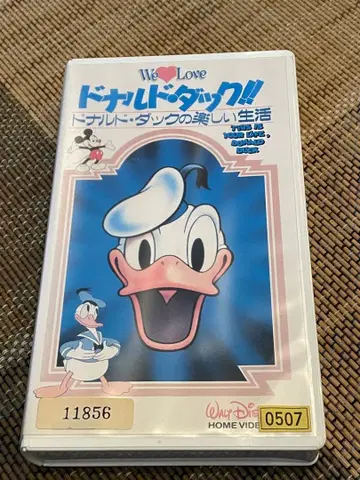 We Love
ドナルド・ダック!!
ドナルド・ダックの楽しい生活
THIS IS
YOUR LIFE,
DONALD
DUCK
11856
WALT DIS
HOME VIDE
0507